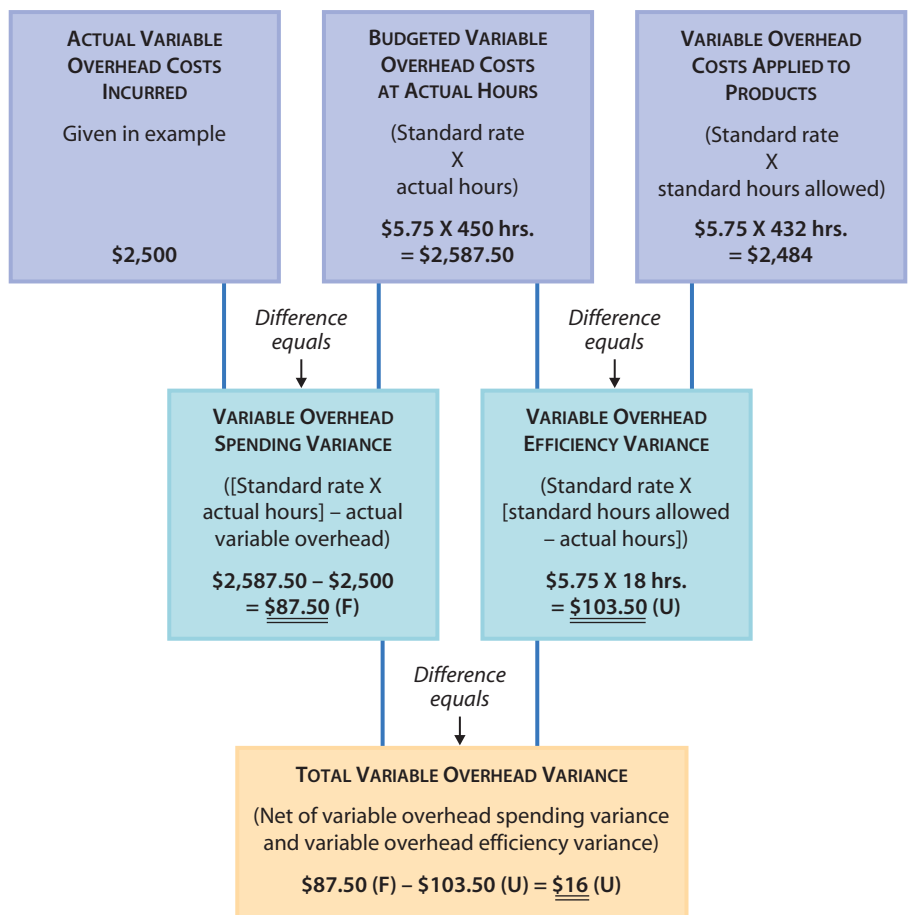 ACTUAL VARIABLE
OVERHEAD COSTS
INCURRED
Given in example
$2,500
BUDGETED VARIABLE
OVERHEAD COSTS
AT ACTUAL HOURS
(Standard rate
X
actual hours)
$5.75 X 450 hrs.
= $2,587.50
VARIABLE OVERHEAD
COSTS APPLIED TO
PRODUCTS
(Standard rate
X
standard hours allowed)
$5.75 X 432 hrs.
= $2,484
Difference
equals
Difference
equals
VARIABLE OVERHEAD
SPENDING VARIANCE
([Standard rate X
actual hours] – actual
variable overhead)
$2,587.50 – $2,500
= $87.50 (F)
VARIABLE OVERHEAD
EFFICIENCY VARIANCE
(Standard rate X
[standard hours allowed
– actual hours])
$5.75 X 18 hrs.
= $103.50 (U)
Difference
equals
TOTAL VARIABLE OVERHEAD VARIANCE
(Net of variable overhead spending variance
and variable overhead efficiency variance)
$87.50 (F) – $103.50 (U) = $16 (U)